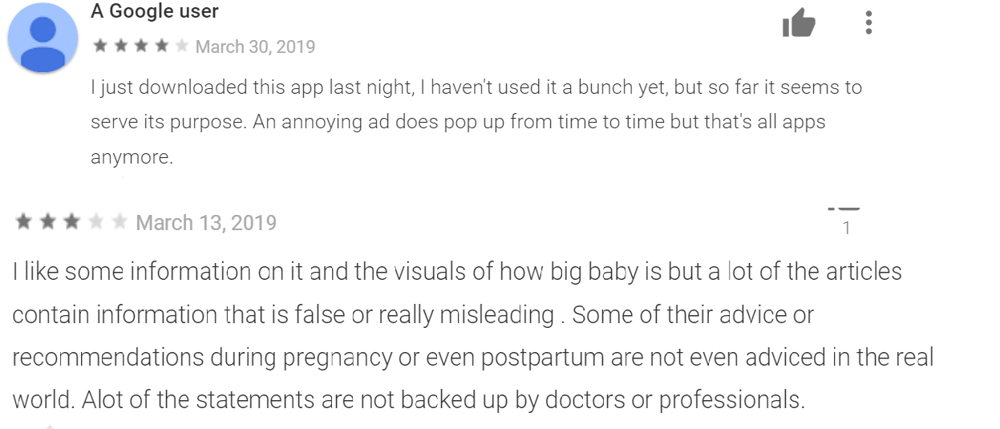 A Google user
March 30, 2019
I just downloaded this app last night, I haven't used it a bunch yet, but so far it seems to
serve its purpose. An annoying ad does pop up from time to time but that's all apps
anymore.
March 13, 2019
1
I like some information on it and the visuals of how big baby is but a lot of the articles
contain information that is false or really misleading . Some of their advice or
recommendations during pregnancy or even postpartum are not even adviced in the real
world. Alot of the statements are not backed up by doctors or professionals.